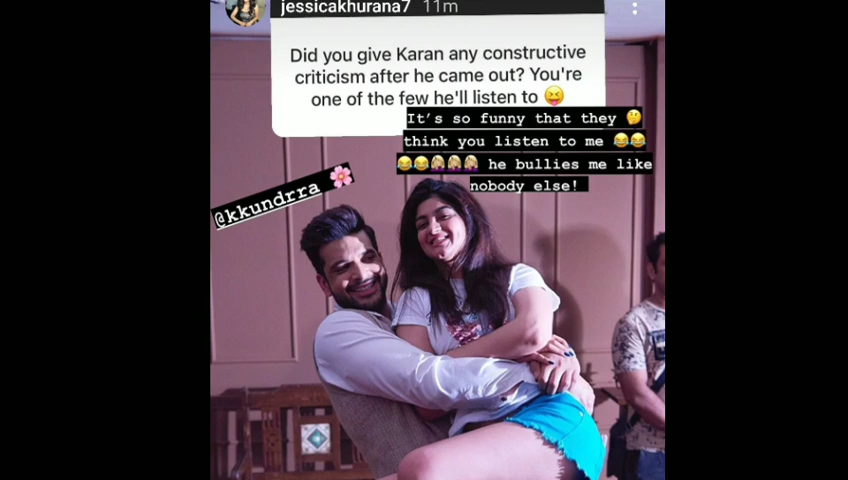 jessicakhurana7 11m
Did you give Karan any constructive
criticism after he came out? You're
one of the few he'll listen to 😝
It's so funny that they 🤔
think you listen to me 😂😂
😂😂🤷🏼‍♀️🤷🏼‍♀️🤷🏼‍♀️ he bullies me like
nobody else!
@kkundrra 🌸